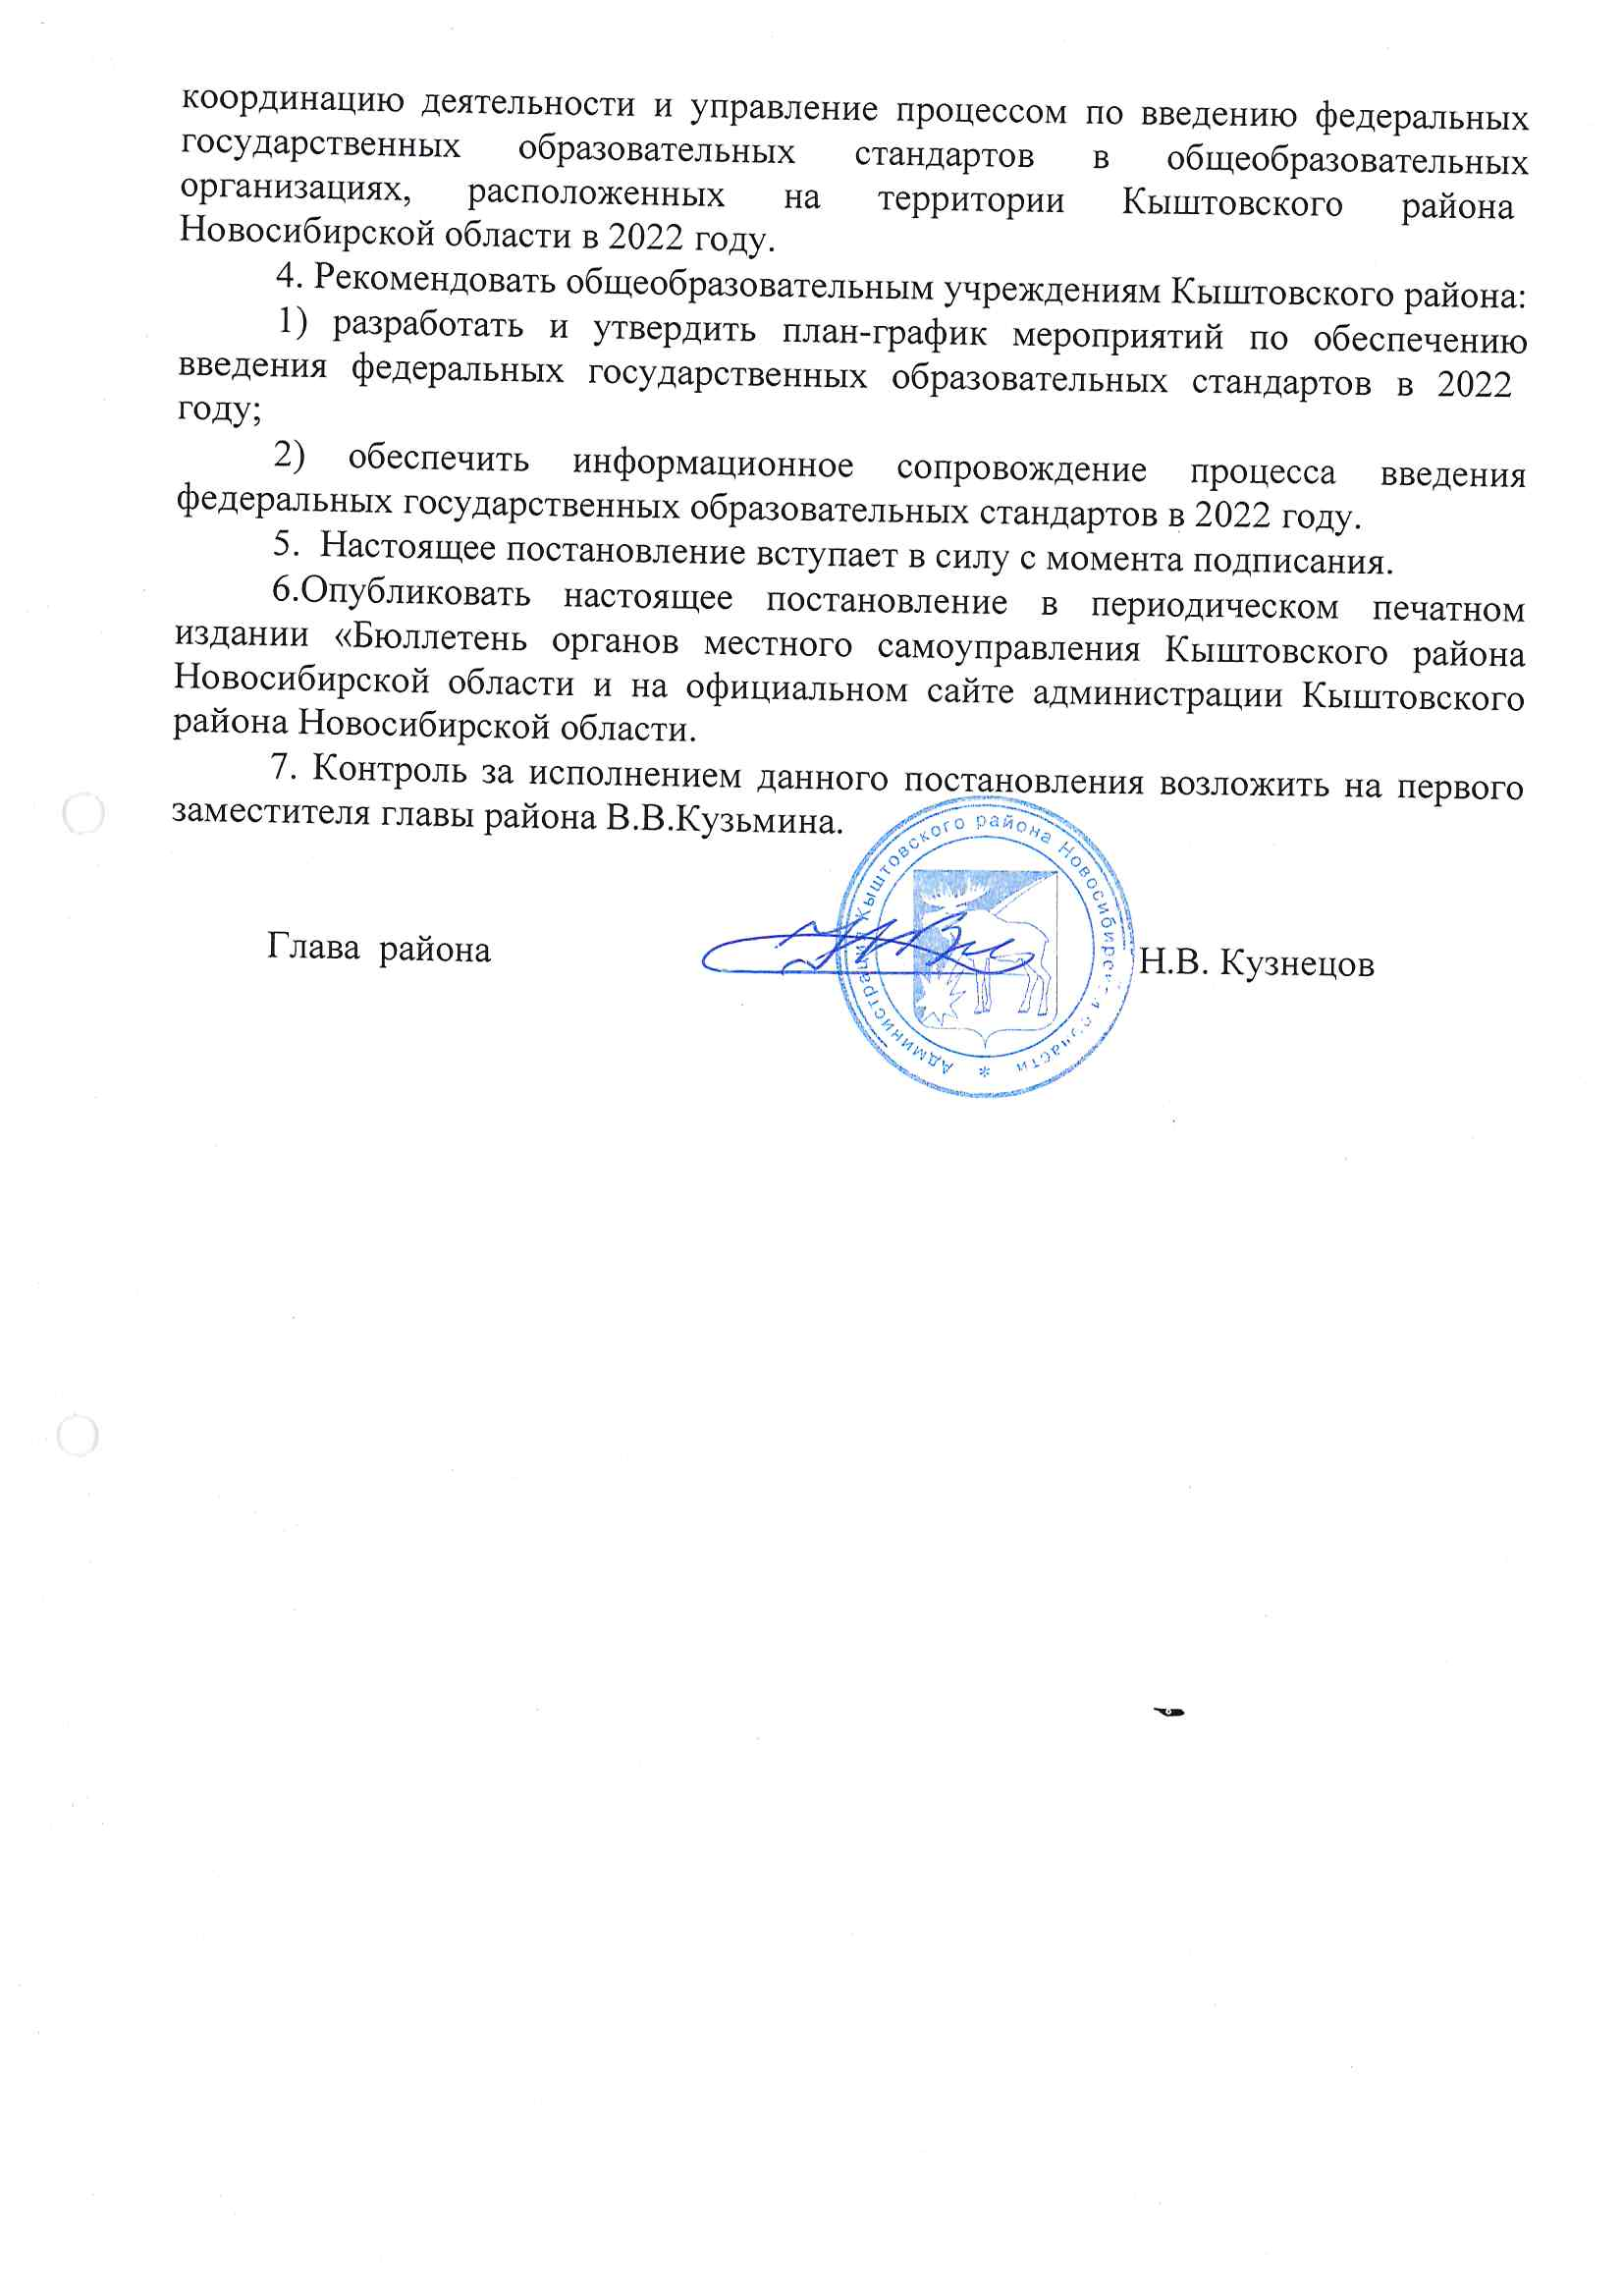 координацию деятельности и управление процессом по введению федеральных
государственных образовательных стандартов в общеобразовательных
организациях, расположенных на территории Кыштовского района
Новосибирской области в 2022 году.
4. Рекомендовать общеобразовательным учреждениям Кыштовского района:
1) разработать и утвердить план-график мероприятий по обеспечению
введения федеральных государственных образовательных стандартов в 2022
году;
2) обеспечить информационное сопровождение процесса введения
федеральных государственных образовательных стандартов в 2022 году.
5. Настоящее постановление вступает в силу с момента подписания.
6.Опубликовать настоящее постановление в периодическом печатном
издании «Бюллетень органов местного самоуправления Кыштовского района
Новосибирской области и на официальном сайте администрации Кыштовского
района Новосибирской области.
7. Контроль за исполнением данного постановления возложить на первого
заместителя главы района В.В.Кузьмина.
Глава района
Н.В. Кузнецов
Администрация Кыштовского района Новосибирской области *